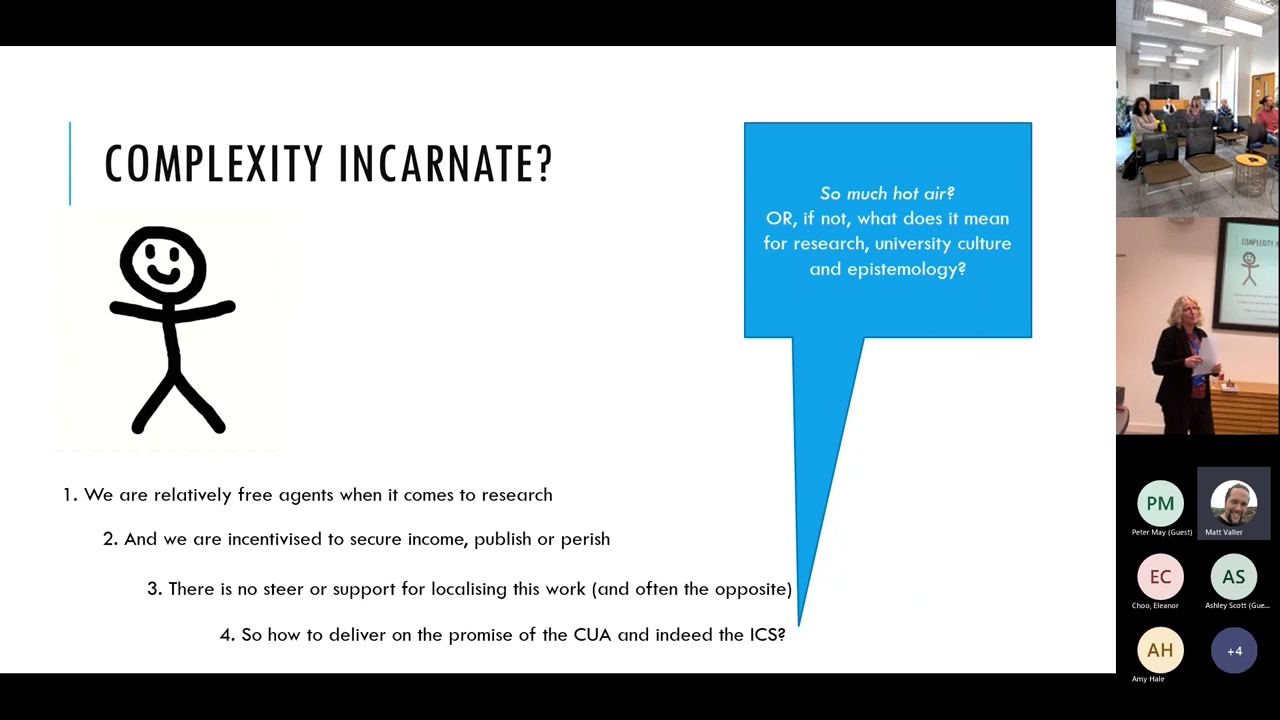 COMPLEXITY INCARNATE?
So much hot air?
OR, if not, what does it mean
for research, university culture
and epistemology?
1. We are relatively free agents when it comes to research
2. And we are incentivised to secure income, publish or perish
3. There is no steer or support for localising this work (and often the opposite)
4. So how to deliver on the promise of the CUA and indeed the ICS?
COMPLEXITY I
PM
Peter May (Guest)
Matt Valler
EC
Choo, Eleanor
AS
Ashley Scott (Gue...
AH
Amy Hale
+4